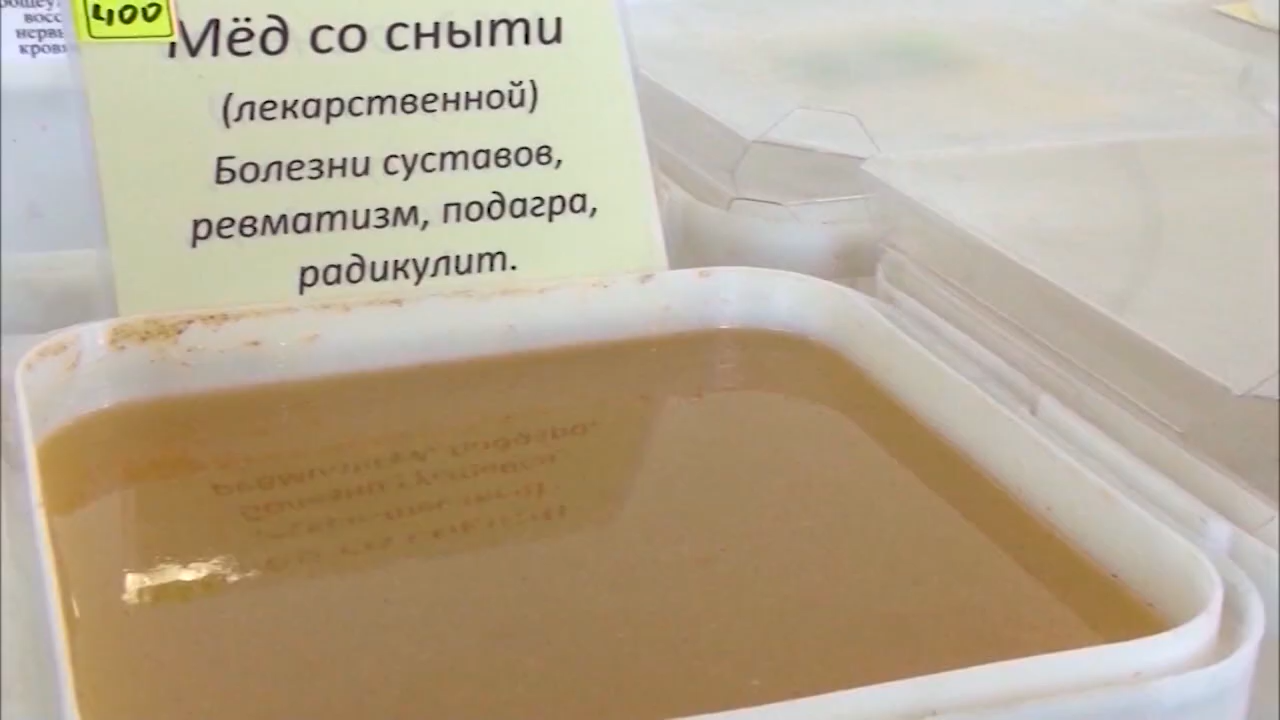 400
Мёд со сныти
(лекарственной)
Болезни суставов,
ревматизм, подагра,
радикулит.